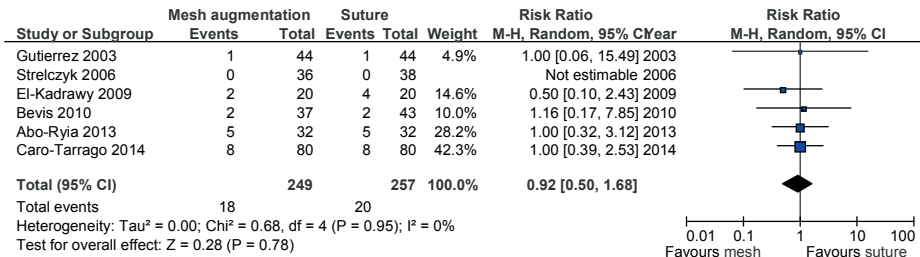 Mesh augmentation Suture Risk Ratio Risk Ratio
Study or Subgroup Events Total Events Total Weight M-H, Random, 95% CI Year M-H, Random, 95% CI
Gutierrez 2003 1 44 1 44 4.9% 1.00 [0.06, 15.49] 2003
Strelczyk 2006 0 36 0 38 Not estimable 2006
El-Kadrawy 2009 2 20 4 20 14.6% 0.50 [0.10, 2.43] 2009
Bevis 2010 2 37 2 43 10.0% 1.16 [0.17, 7.85] 2010
Abo-Ryia 2013 5 32 5 32 28.2% 1.00 [0.32, 3.12] 2013
Caro-Tarrago 2014 8 80 8 80 42.3% 1.00 [0.39, 2.53] 2014
Total (95% CI) 249 257 100.0% 0.92 [0.50, 1.68]
Total events 18 20
Heterogeneity: Tau² = 0.00; Chi² = 0.68, df = 4 (P = 0.95); I² = 0%
Test for overall effect: Z = 0.28 (P = 0.78)
0.01 0.1 1 10 100
Favours mesh Favours suture